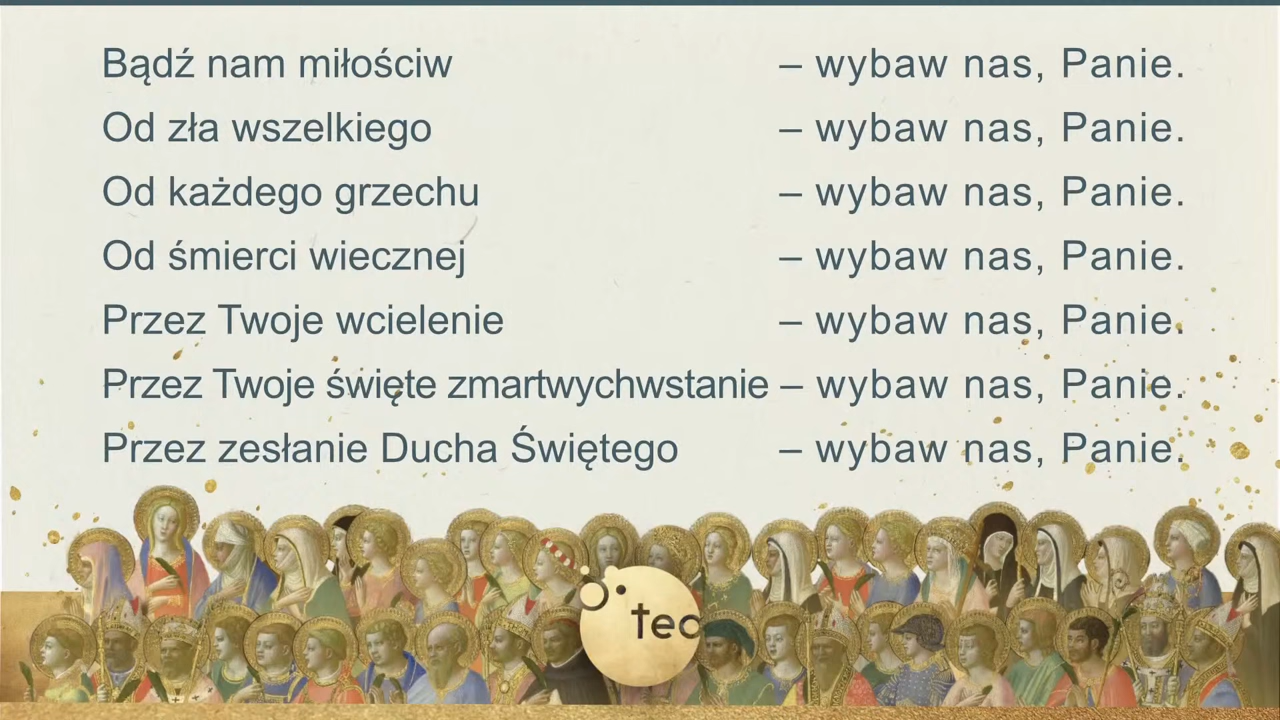 Bądź nam miłościw – wybaw nas, Panie.
Od zła wszelkiego – wybaw nas, Panie.
Od każdego grzechu – wybaw nas, Panie.
Od śmierci wiecznej – wybaw nas, Panie.
Przez Twoje wcielenie – wybaw nas, Panie.
Przez Twoje święte zmartwychwstanie – wybaw nas, Panie.
Przez zesłanie Ducha Świętego – wybaw nas, Panie.